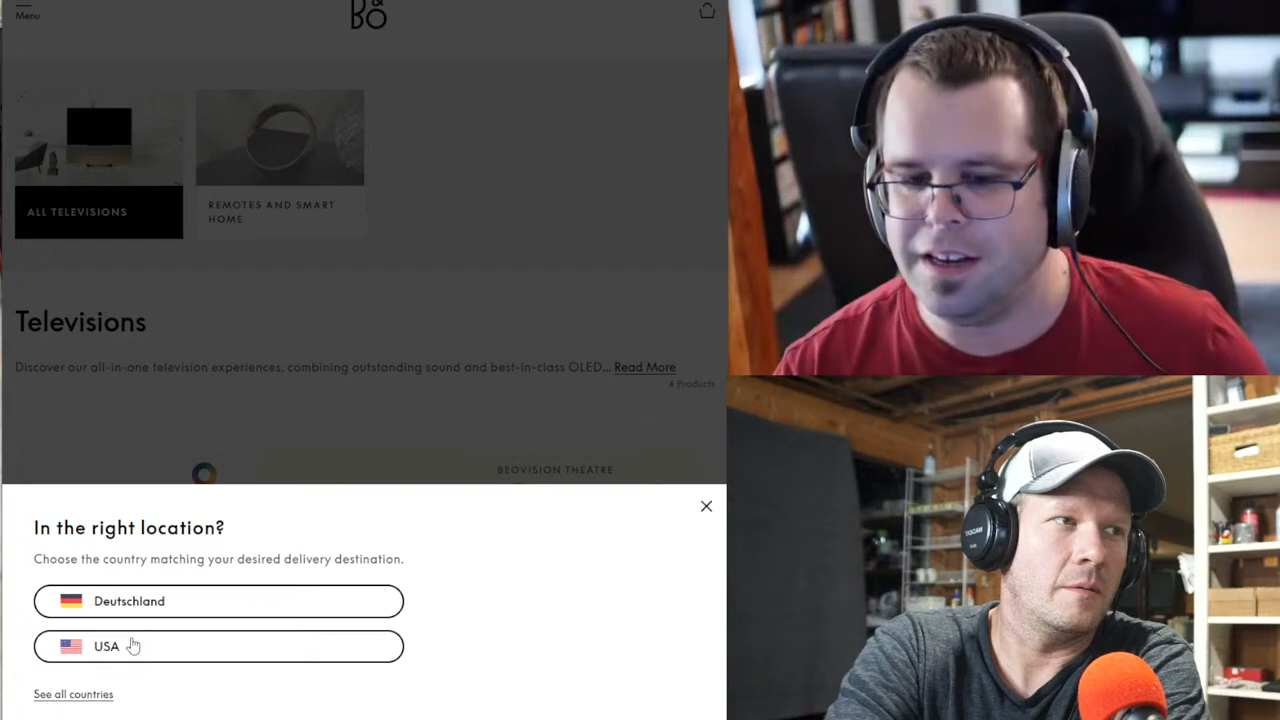 Menu
B&O
ALL TELEVISIONS
REMOTES AND SMART
HOME
Televisions
Discover our all-in-one television experiences, combining outstanding sound and best-in-class OLED... Read More
4 Products
BEOVISION THEATRE
In the right location?
Choose the country matching your desired delivery destination.
Deutschland
USA
See all countries
TASCAM